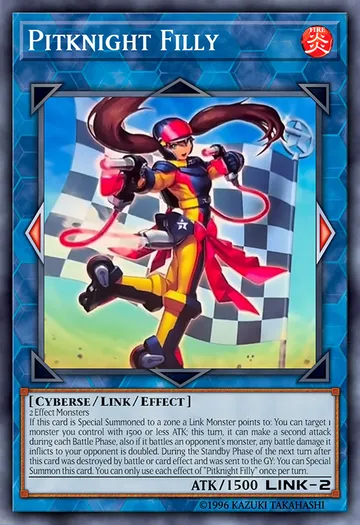 PITKNIGHT FILLY
FIRE
炎
[CYBERSE/LINK/EFFECT]
2 Effect Monsters
If this card is Special Summoned to a zone a Link Monster points to: You can target
1 monster you control with 1500 or less ATK; this turn, it can make a second attack
during each Battle Phase, also if it battles an opponent's monster, any battle damage it
inflicts to your opponent is doubled. During the Standby Phase of the next turn after
this card was destroyed by battle or card effect and was sent to the GY: You can Special
Summon this card. You can only use each effect of "Pitknight Filly" once per turn.
ATK/1500 LINK-2
©1996 KAZUKI TAKAHASHI